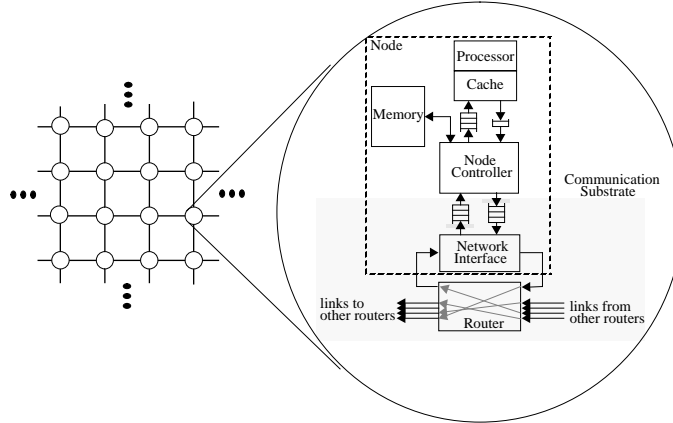 Node
Processor
Cache
Memory
Node
Controller
Communication
Substrate
Network
Interface
links to
other routers
Router
links from
other routers